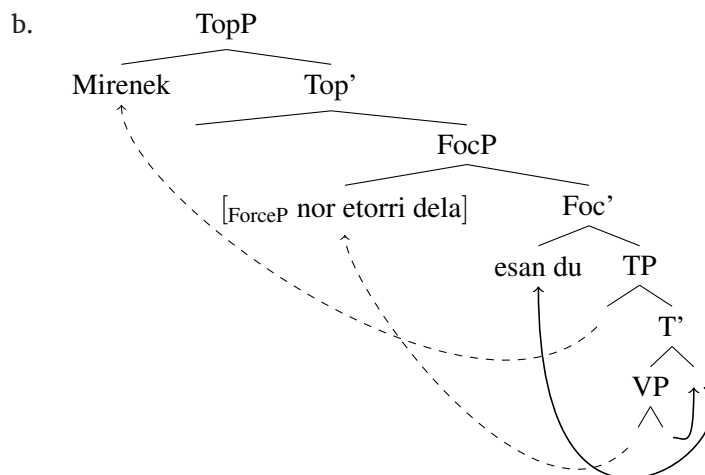 b.
TopP
Mirenek Top’
FocP
[ForceP nor etorri dela] Foc’
esan du TP
T’
VP